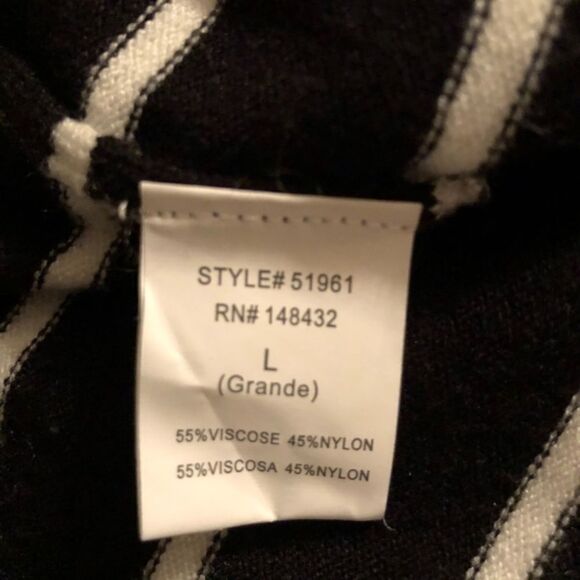 STYLE# 51961
RN# 148432
L
(Grande)
55%VISCOSE 45%NYLON
55%VISCOSA 45%NYLON